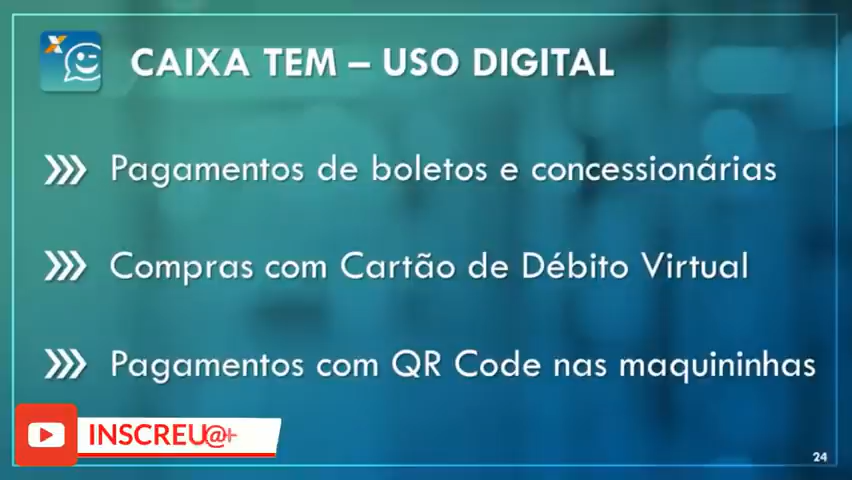 CAIXA TEM – USO DIGITAL
Pagamentos de boletos e concessionárias
Compras com Cartão de Débito Virtual
Pagamentos com QR Code nas maquininhas
INSCREU@+
24